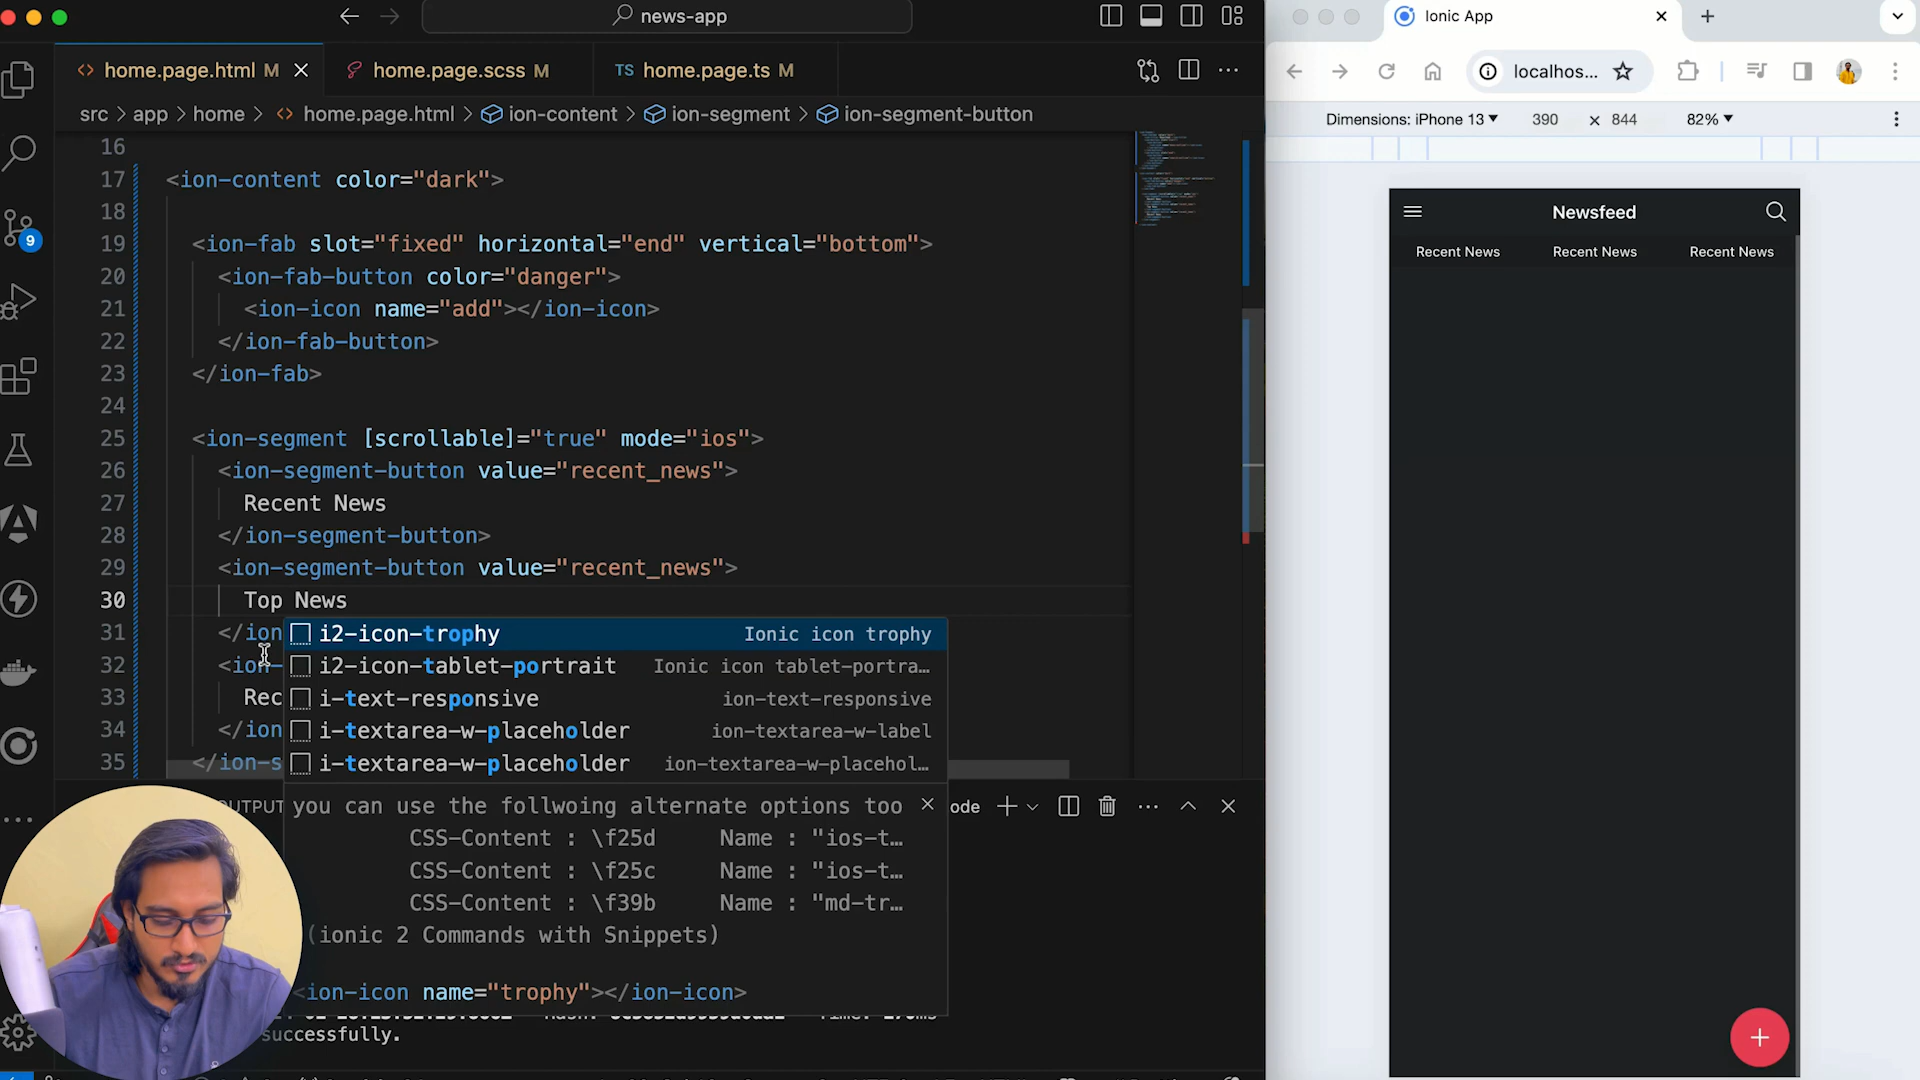 news-app
home.page.html M
home.page.scss M
TS home.page.ts M
src > app > home > home.page.html > ion-content > ion-segment > ion-segment-button
16
17 <ion-content color="dark">
18
19 <ion-fab slot="fixed" horizontal="end" vertical="bottom">
20 <ion-fab-button color="danger">
21 <ion-icon name="add"></ion-icon>
22 </ion-fab-button>
23 </ion-fab>
24
25 <ion-segment [scrollable]="true" mode="ios">
26 <ion-segment-button value="recent_news">
27 Recent News
28 </ion-segment-button>
29 <ion-segment-button value="recent_news">
30 Top News
31 </ion
32 <ion-
33 Rec
34 </ion
35 </ion-s
i2-icon-trophy Ionic icon trophy
i2-icon-tablet-portrait Ionic icon tablet-portra…
i-text-responsive ion-text-responsive
i-textarea-w-placeholder ion-textarea-w-label
i-textarea-w-placeholder ion-textarea-w-placehol…
you can use the follwoing alternate options too
CSS-Content : \f25d Name : "ios-t…
CSS-Content : \f25c Name : "ios-t…
CSS-Content : \f39b Name : "md-tr…
(ionic 2 Commands with Snippets)
<ion-icon name="trophy"></ion-icon>
OUTPUT
ode
successfully.
9
Ionic App
localhos...
Dimensions: iPhone 13 390 × 844 82%
Newsfeed
Recent News Recent News Recent News